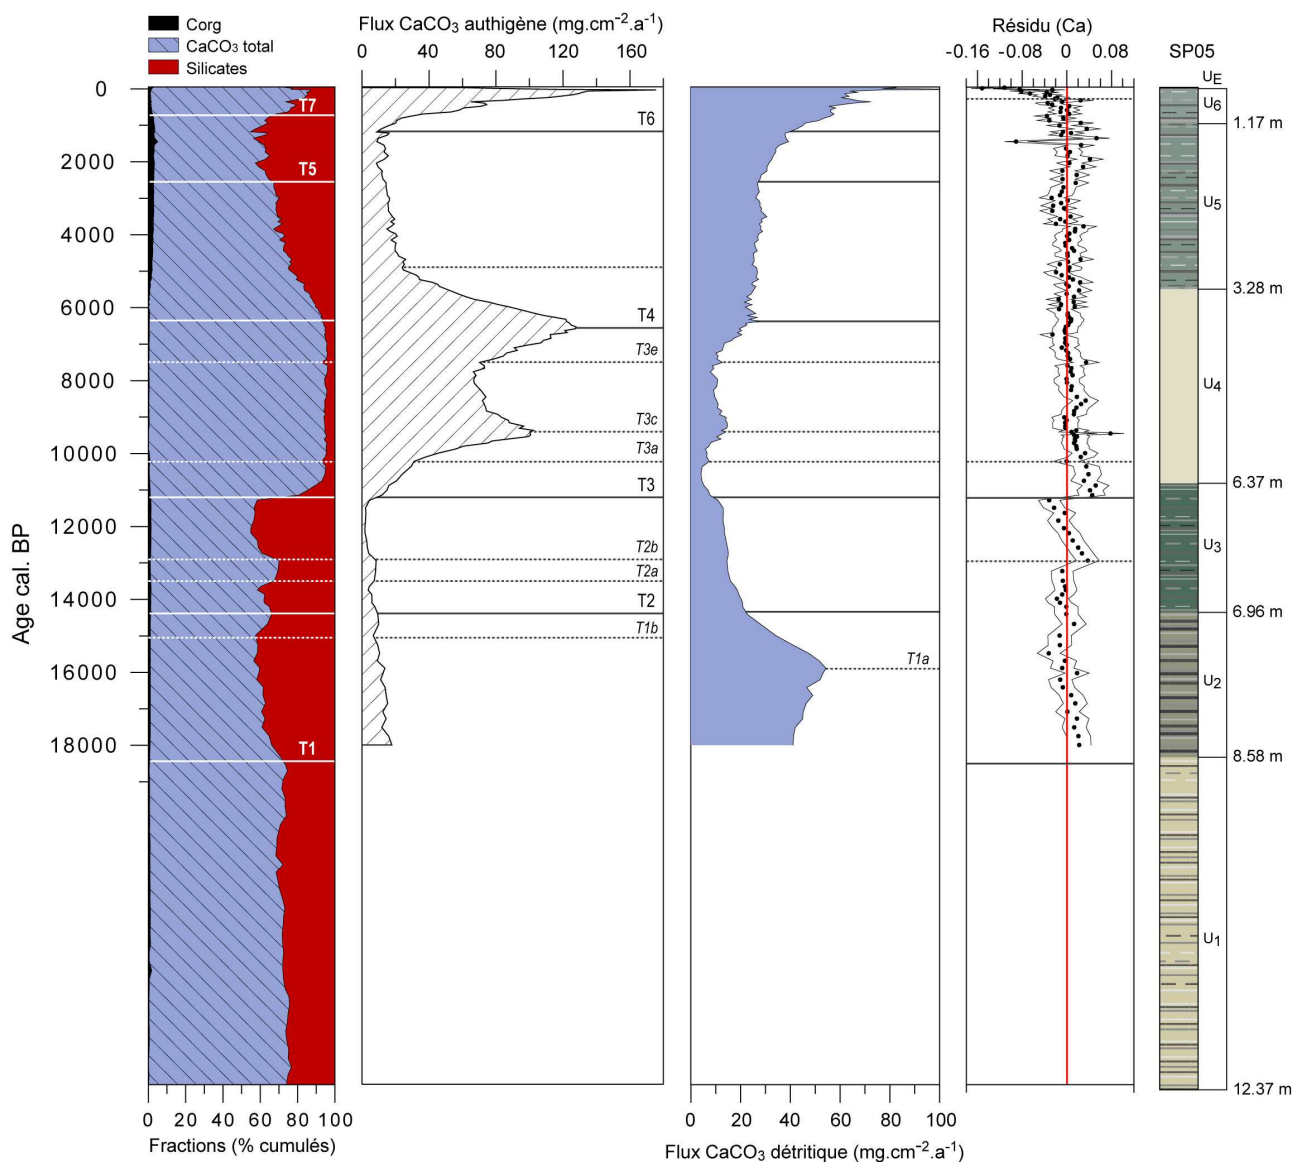 Corg
CaCO3 total
Silicates
Flux CaCO3 authigène (mg.cm-2.a-1)
0 40 80 120 160
Résidu (Ca)
-0.16 -0.08 0 0.08
SP05
UE
Age cal. BP
0
2000
4000
6000
8000
10000
12000
14000
16000
18000
T7
T5
T1
T6
T4
T3e
T3c
T3a
T3
T2b
T2a
T2
T1b
T1a
U6
1.17 m
U5
3.28 m
U4
6.37 m
U3
6.96 m
U2
8.58 m
U1
12.37 m
0 20 40 60 80 100
Fractions (% cumulés)
0 20 40 60 80 100
Flux CaCO3 détritique (mg.cm-2.a-1)